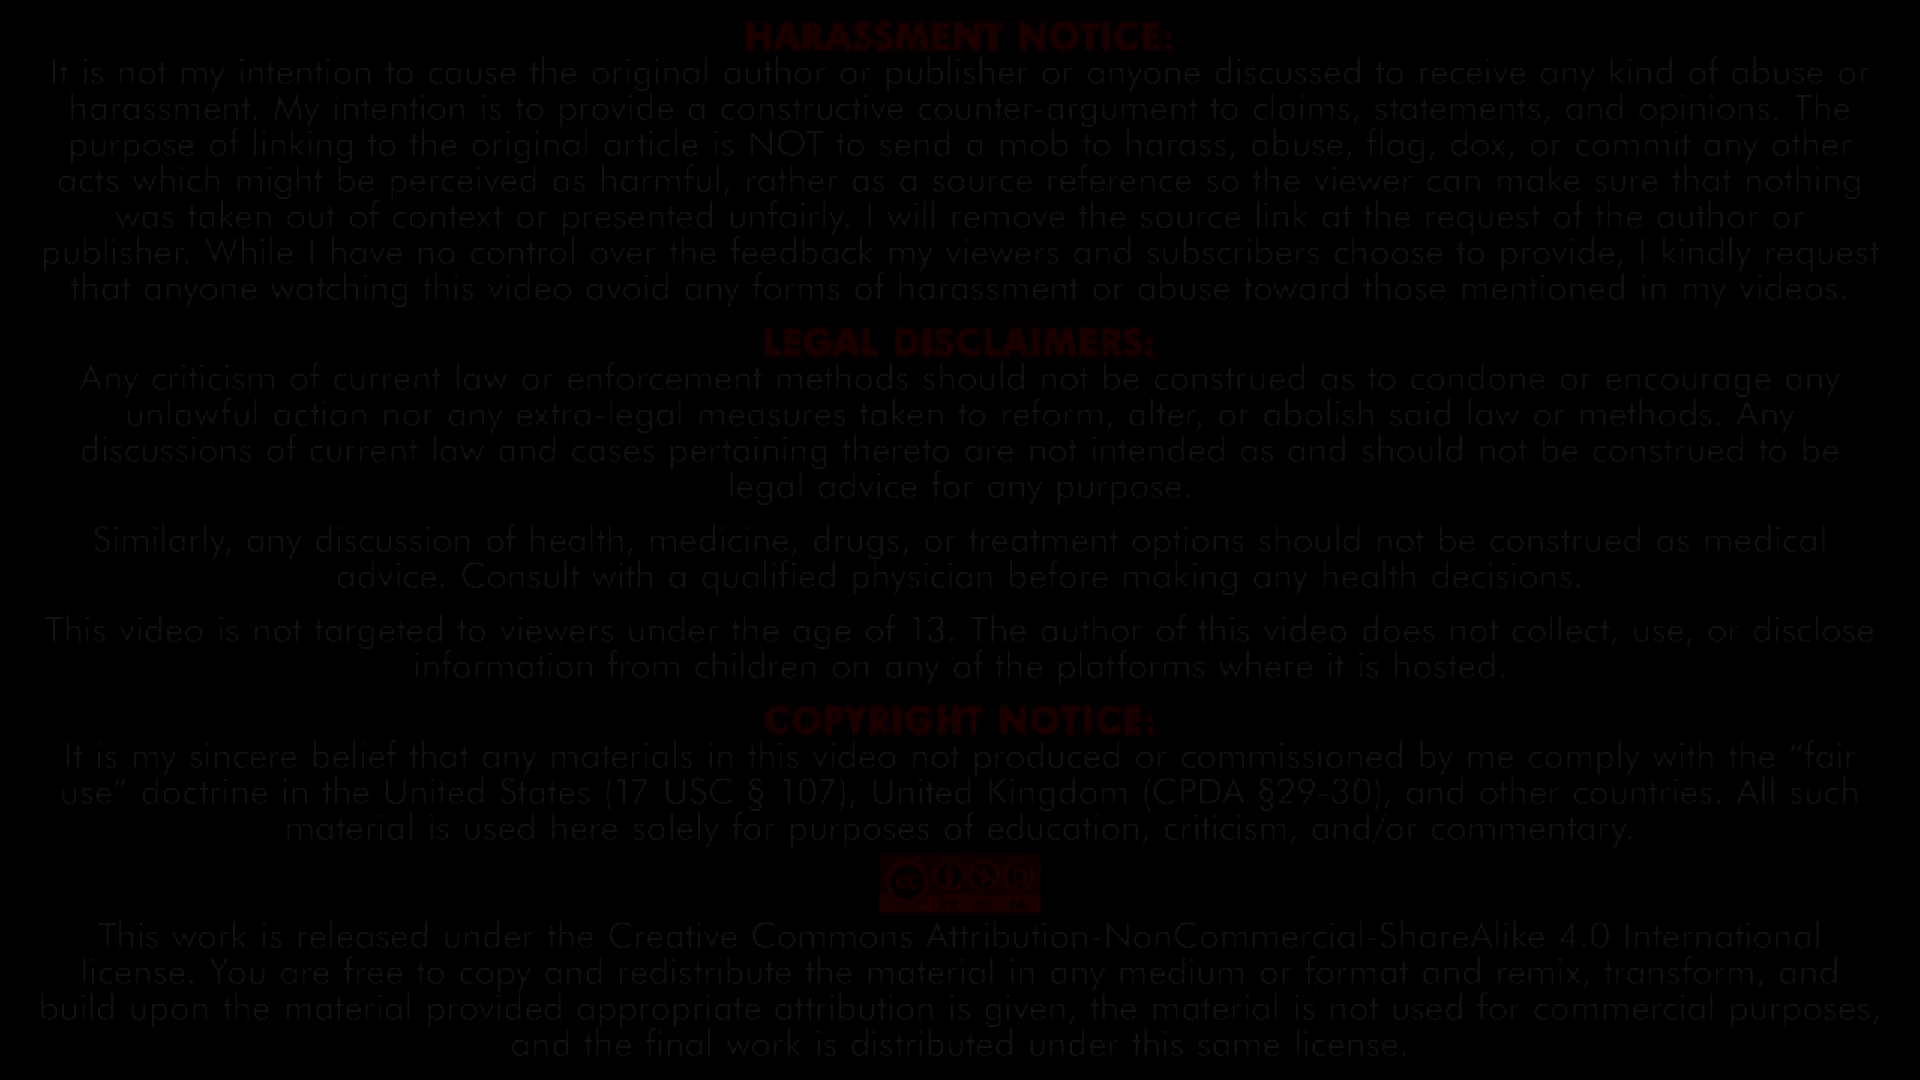 HARASSMENT NOTICE:
It is not my intention to cause the original author or publisher or anyone discussed to receive any kind of abuse or
harassment. My intention is to provide a constructive counter-argument to claims, statements, and opinions. The
purpose of linking to the original article is NOT to send a mob to harass, abuse, flag, dox, or commit any other
acts which might be perceived as harmful, rather as a source reference so the viewer can make sure that nothing
was taken out of context or presented unfairly. I will remove the source link at the request of the author or
publisher. While I have no control over the feedback my viewers and subscribers choose to provide, I kindly request
that anyone watching this video avoid any forms of harassment or abuse toward those mentioned in my videos.
LEGAL DISCLAIMERS:
Any criticism of current law or enforcement methods should not be construed as to condone or encourage any
unlawful action nor any extra-legal measures taken to reform, alter, or abolish said law or methods. Any
discussions of current law and cases pertaining thereto are not intended as and should not be construed to be
legal advice for any purpose.
Similarly, any discussion of health, medicine, drugs, or treatment options should not be construed as medical
advice. Consult with a qualified physician before making any health decisions.
This video is not targeted to viewers under the age of 13. The author of this video does not collect, use, or disclose
information from children on any of the platforms where it is hosted.
COPYRIGHT NOTICE:
It is my sincere belief that any materials in this video not produced or commissioned by me comply with the “fair
use” doctrine in the United States (17 USC § 107), United Kingdom (CPDA §29-30), and other countries. All such
material is used here solely for purposes of education, criticism, and/or commentary.
cc
BY NC SA
This work is released under the Creative Commons Attribution-NonCommercial-ShareAlike 4.0 International
license. You are free to copy and redistribute the material in any medium or format and remix, transform, and
build upon the material provided appropriate attribution is given, the material is not used for commercial purposes,
and the final work is distributed under this same license.